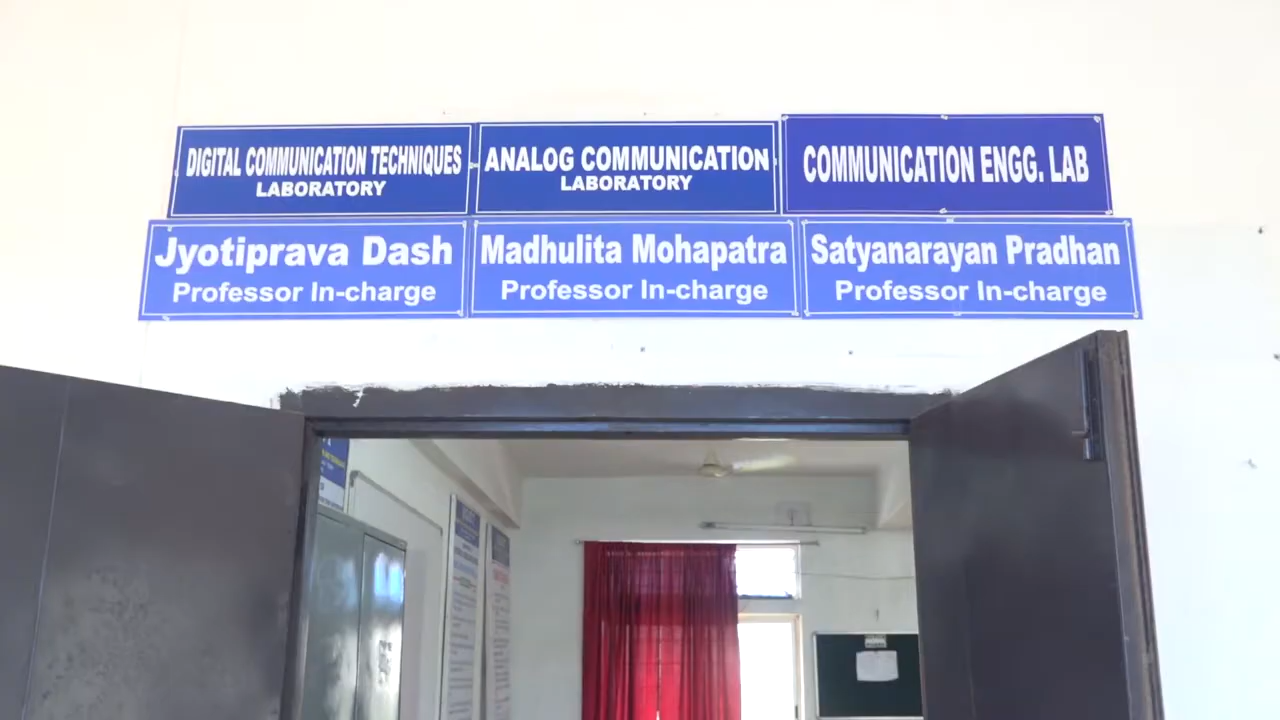 DIGITAL COMMUNICATION TECHNIQUES
LABORATORY
ANALOG COMMUNICATION
LABORATORY
COMMUNICATION ENGG. LAB
Jyotiprava Dash
Professor In-charge
Madhulita Mohapatra
Professor In-charge
Satyanarayan Pradhan
Professor In-charge